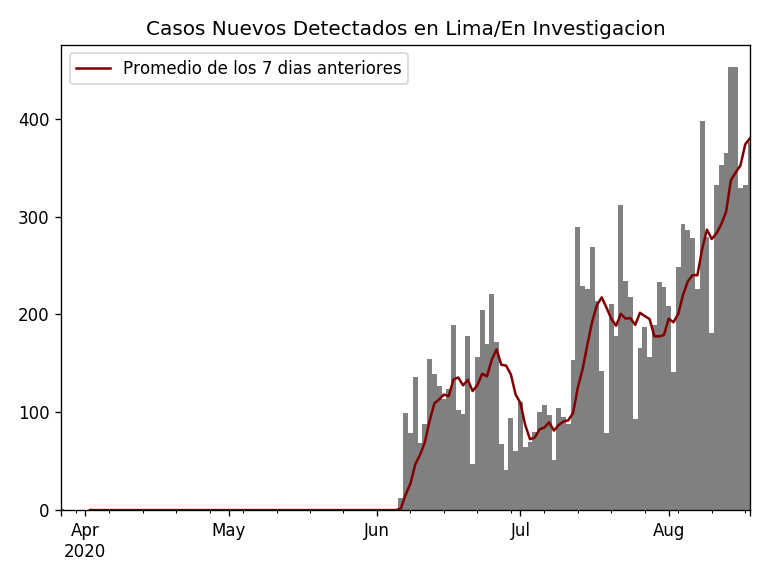 Casos Nuevos Detectados en Lima/En Investigacion
Promedio de los 7 dias anteriores
400
300
200
100
0
Apr May Jun Jul Aug
2020